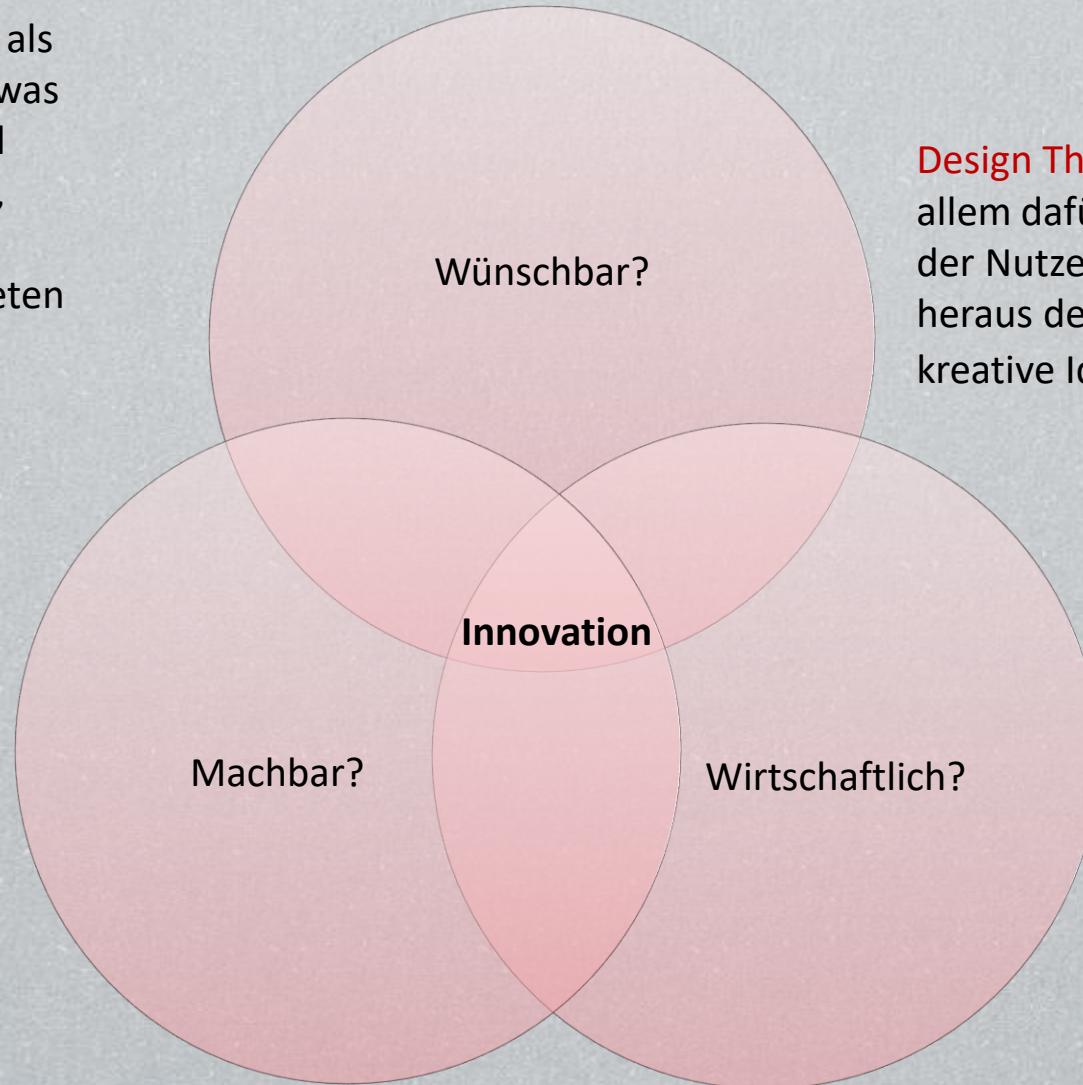 als
was
eten
Design Th
allem dafü
der Nutze
heraus de
kreative Id
Wünschbar?
Innovation
Machbar?
Wirtschaftlich?